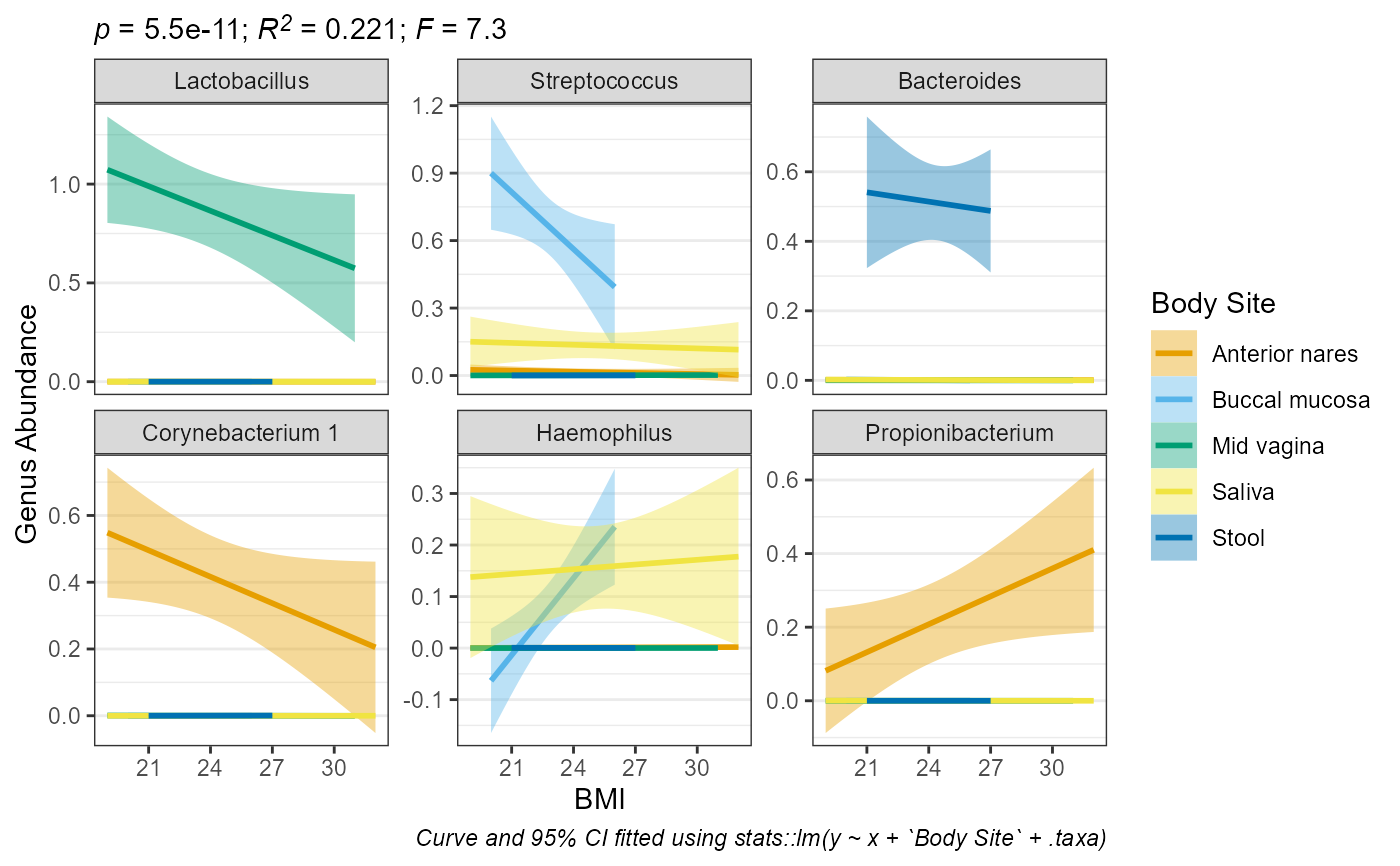 p = 5.5e-11; R² = 0.221; F = 7.3
Lactobacillus
Streptococcus
Bacteroides
1.0
0.5
0.0
1.2
0.9
0.6
0.3
0.0
0.6
0.4
0.2
0.0
Genus Abundance
Corynebacterium 1
Haemophilus
Propionibacterium
0.6
0.4
0.2
0.0
0.3
0.2
0.1
0.0
-0.1
0.6
0.4
0.2
0.0
21 24 27 30
21 24 27 30
21 24 27 30
BMI
Body Site
Anterior nares
Buccal mucosa
Mid vagina
Saliva
Stool
Curve and 95% CI fitted using stats::lm(y ~ x + `Body Site` + .taxa)